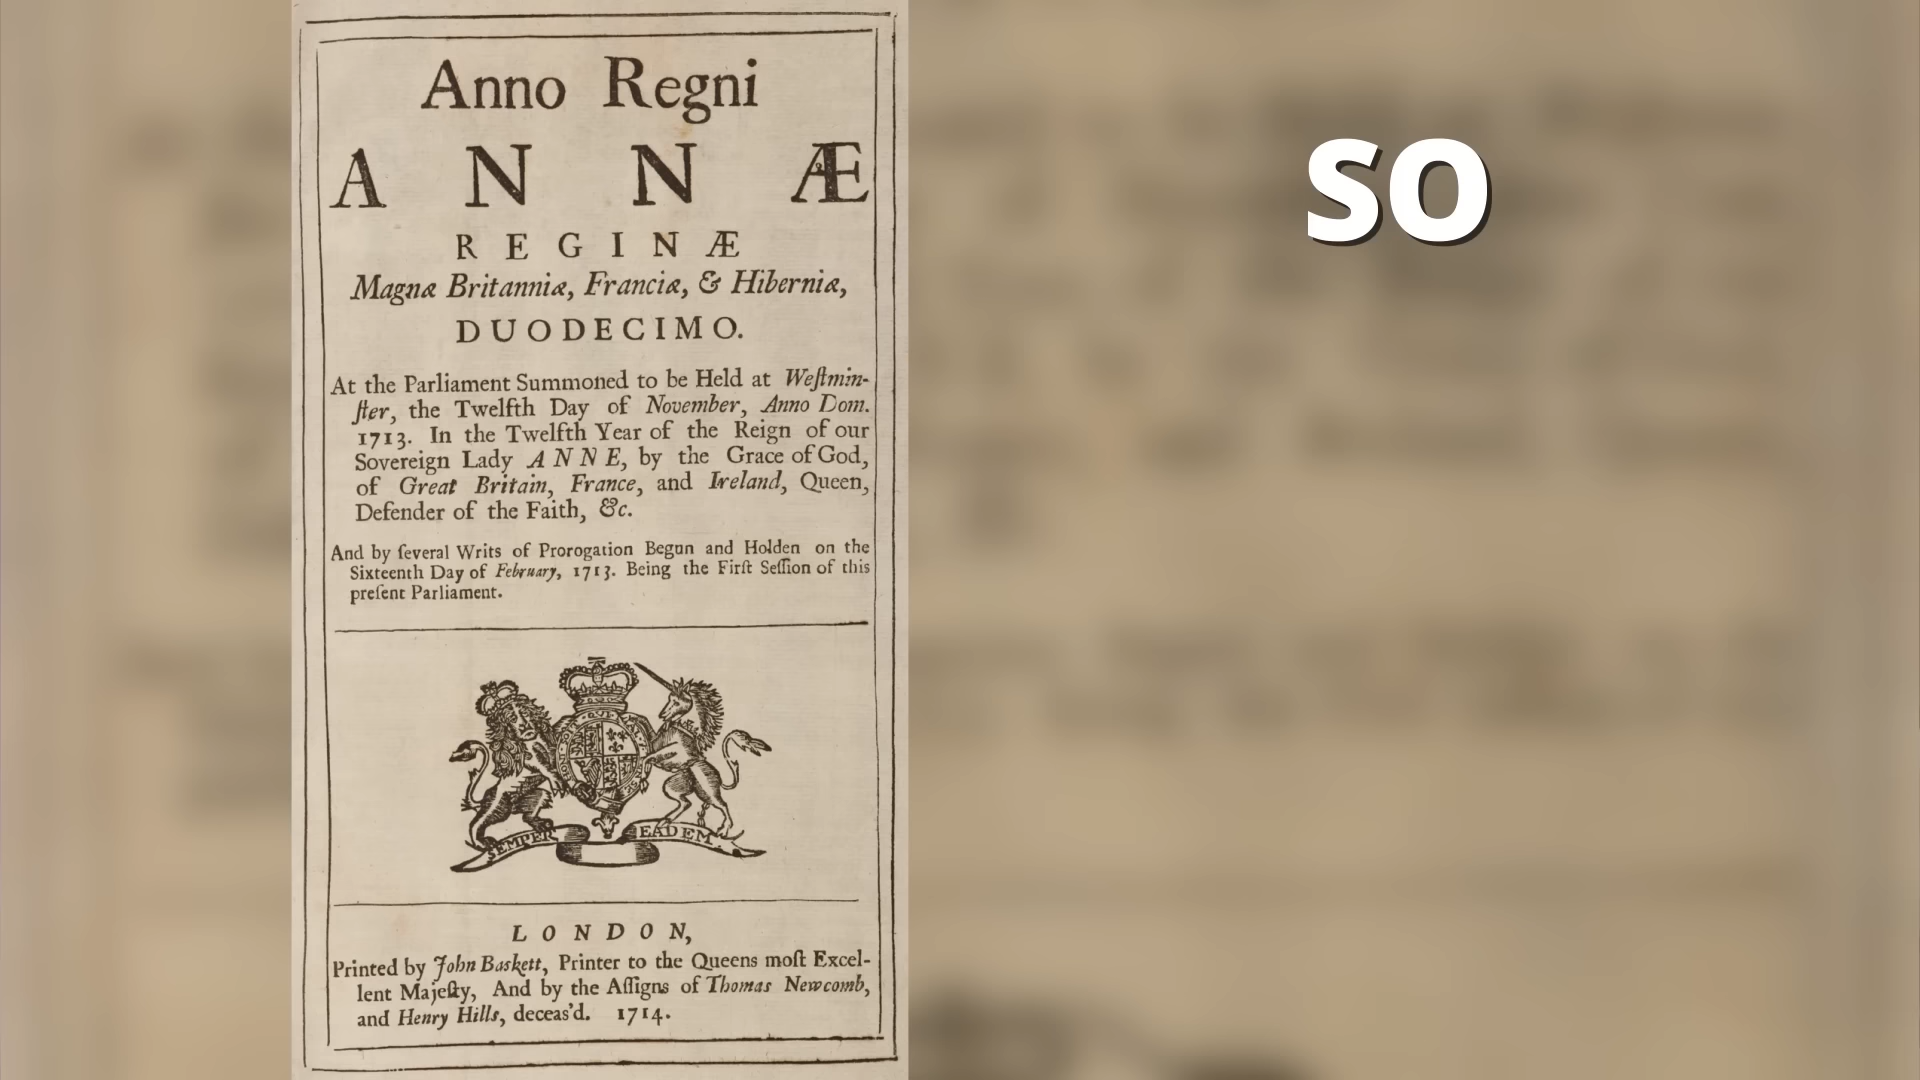 Anno Regni
ANNÆ
REGINÆ
Magnæ Britanniæ, Franciæ, & Hiberniæ,
DUODECIMO.
At the Parliament Summoned to be Held at Weſtmin-
ſter, the Twelfth Day of November, Anno Dom.
1713. In the Twelfth Year of the Reign of our
Sovereign Lady ANNE, by the Grace of God,
of Great Britain, France, and Ireland, Queen,
Defender of the Faith, &c.
And by ſeveral Writs of Prorogation Begun and Holden on the
Sixteenth Day of February, 1713. Being the Firſt Seſſion of this
preſent Parliament.
SEMPER EADEM
LONDON,
Printed by John Baskett, Printer to the Queens moſt Excel-
lent Majeſty, And by the Aſſigns of Thomas Newcomb,
and Henry Hills, deceas'd. 1714.
SO